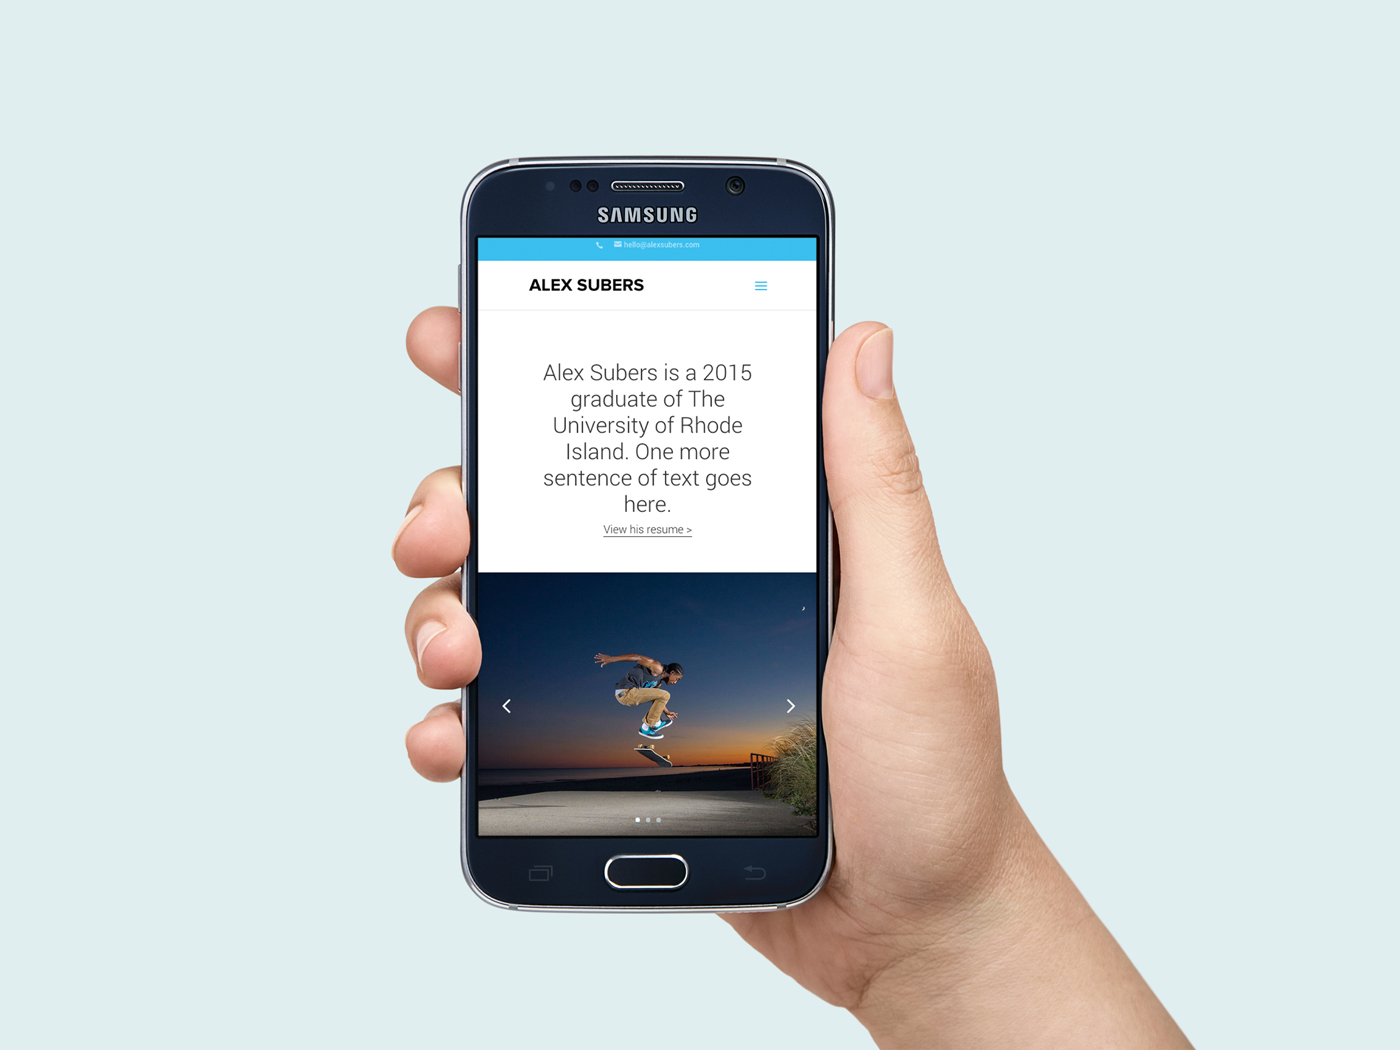 SAMSUNG
hello@alexsubers.com
ALEX SUBERS
Alex Subers is a 2015
graduate of The
University of Rhode
Island. One more
sentence of text goes
here.
View his resume >